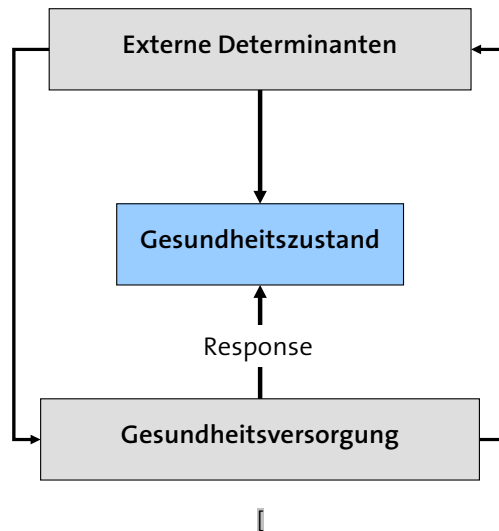 Externe Determinanten
Gesundheitszustand
Response
Gesundheitsversorgung